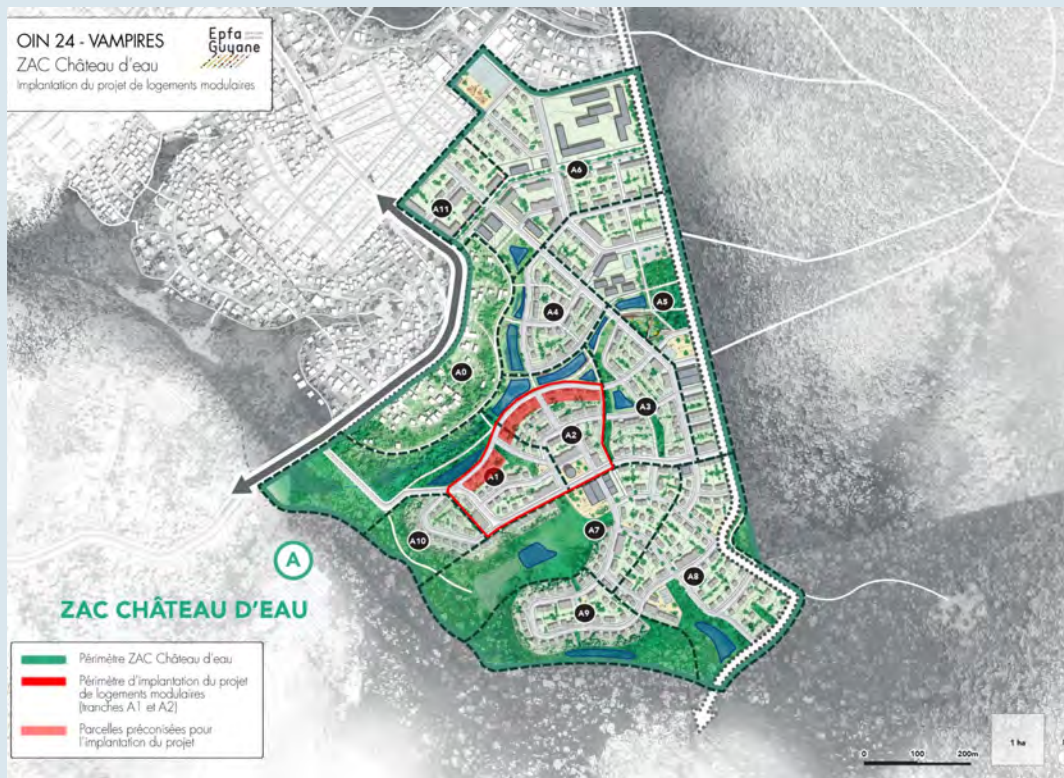 OIN 24 - VAMPIRES
ZAC Château d'eau
Implantation du projet de logements modulaires
Epfa
Guyane
A6
A11
A5
A4
A0
A3
A2
A1
A10
A7
A8
A9
A
ZAC CHÂTEAU D'EAU
Périmètre ZAC Château d'eau
Périmètre d'implantation du projet
de logements modulaires
(tranches A1 et A2)
Parcelles préconisées pour
l'implantation du projet
0 100 200m
1 ha